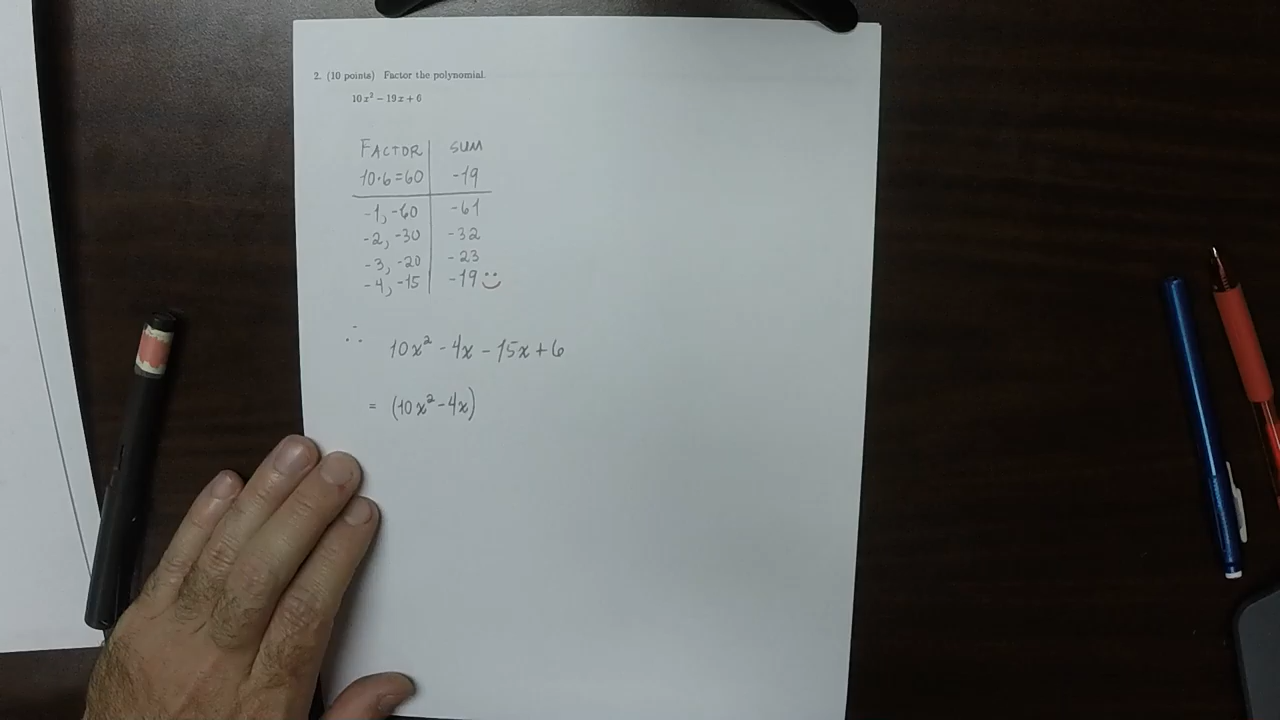 2. (10 points) Factor the polynomial.
10x² − 19x + 6
FACTOR SUM
10·6=60 -19
-1, -60 -61
-2, -30 -32
-3, -20 -23
-4, -15 -19
∴ 10x² - 4x - 15x + 6
= (10x² - 4x)